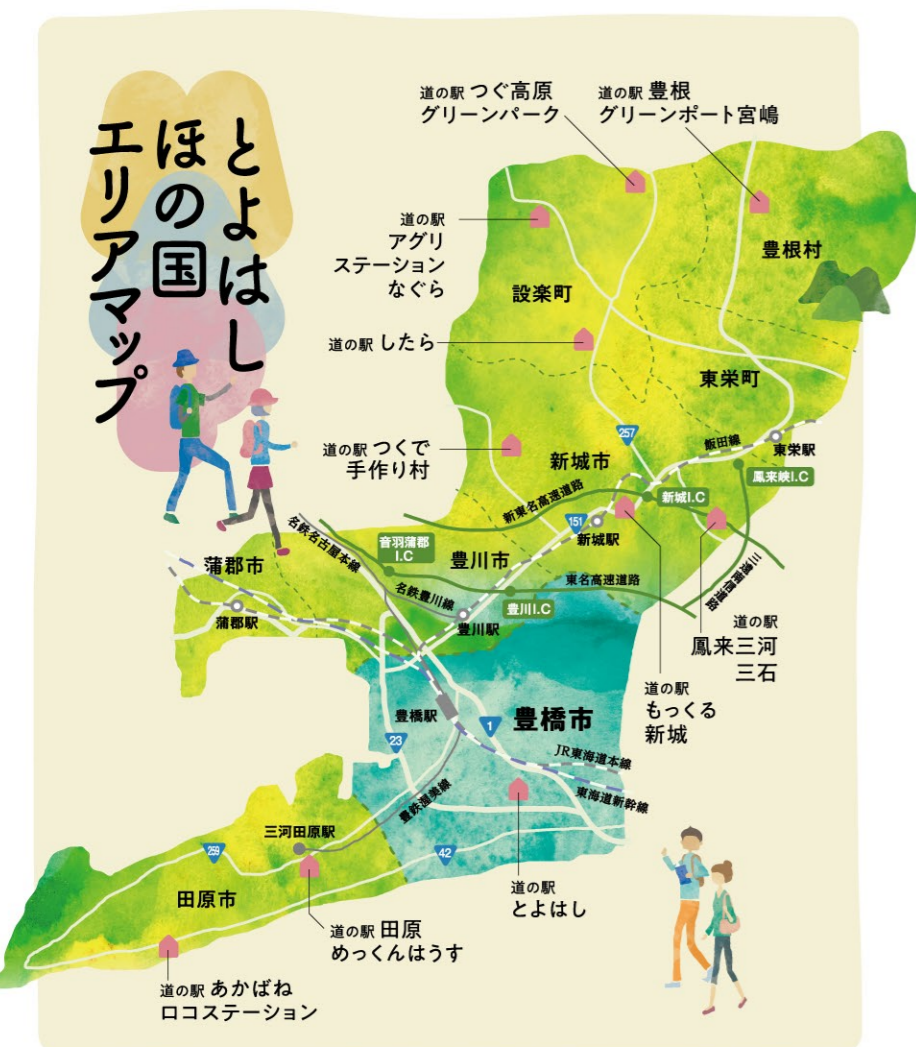 とよはし
ほの国
エリアマップ
道の駅 つぐ高原
グリーンパーク
道の駅 豊根
グリーンポート宮嶋
道の駅
アグリ
ステーション
なぐら
豊根村
設楽町
道の駅 したら
東栄町
道の駅 つくで
手作り村
257
飯田線
東栄駅
新城市
鳳来峡I.C
新城I.C
新東名高速道路
151
新城駅
名鉄名古屋本線
音羽蒲郡
I.C
豊川市
三遠南信道路
蒲郡市
東名高速道路
名鉄豊川線
豊川I.C
蒲郡駅
豊川駅
道の駅
鳳来三河
三石
道の駅
もっくる
新城
豊橋駅
豊橋市
1
23
JR東海道本線
東海道新幹線
豊鉄渥美線
三河田原駅
259
42
田原市
道の駅
とよはし
道の駅 田原
めっくんはうす
道の駅 あかばね
ロコステーション